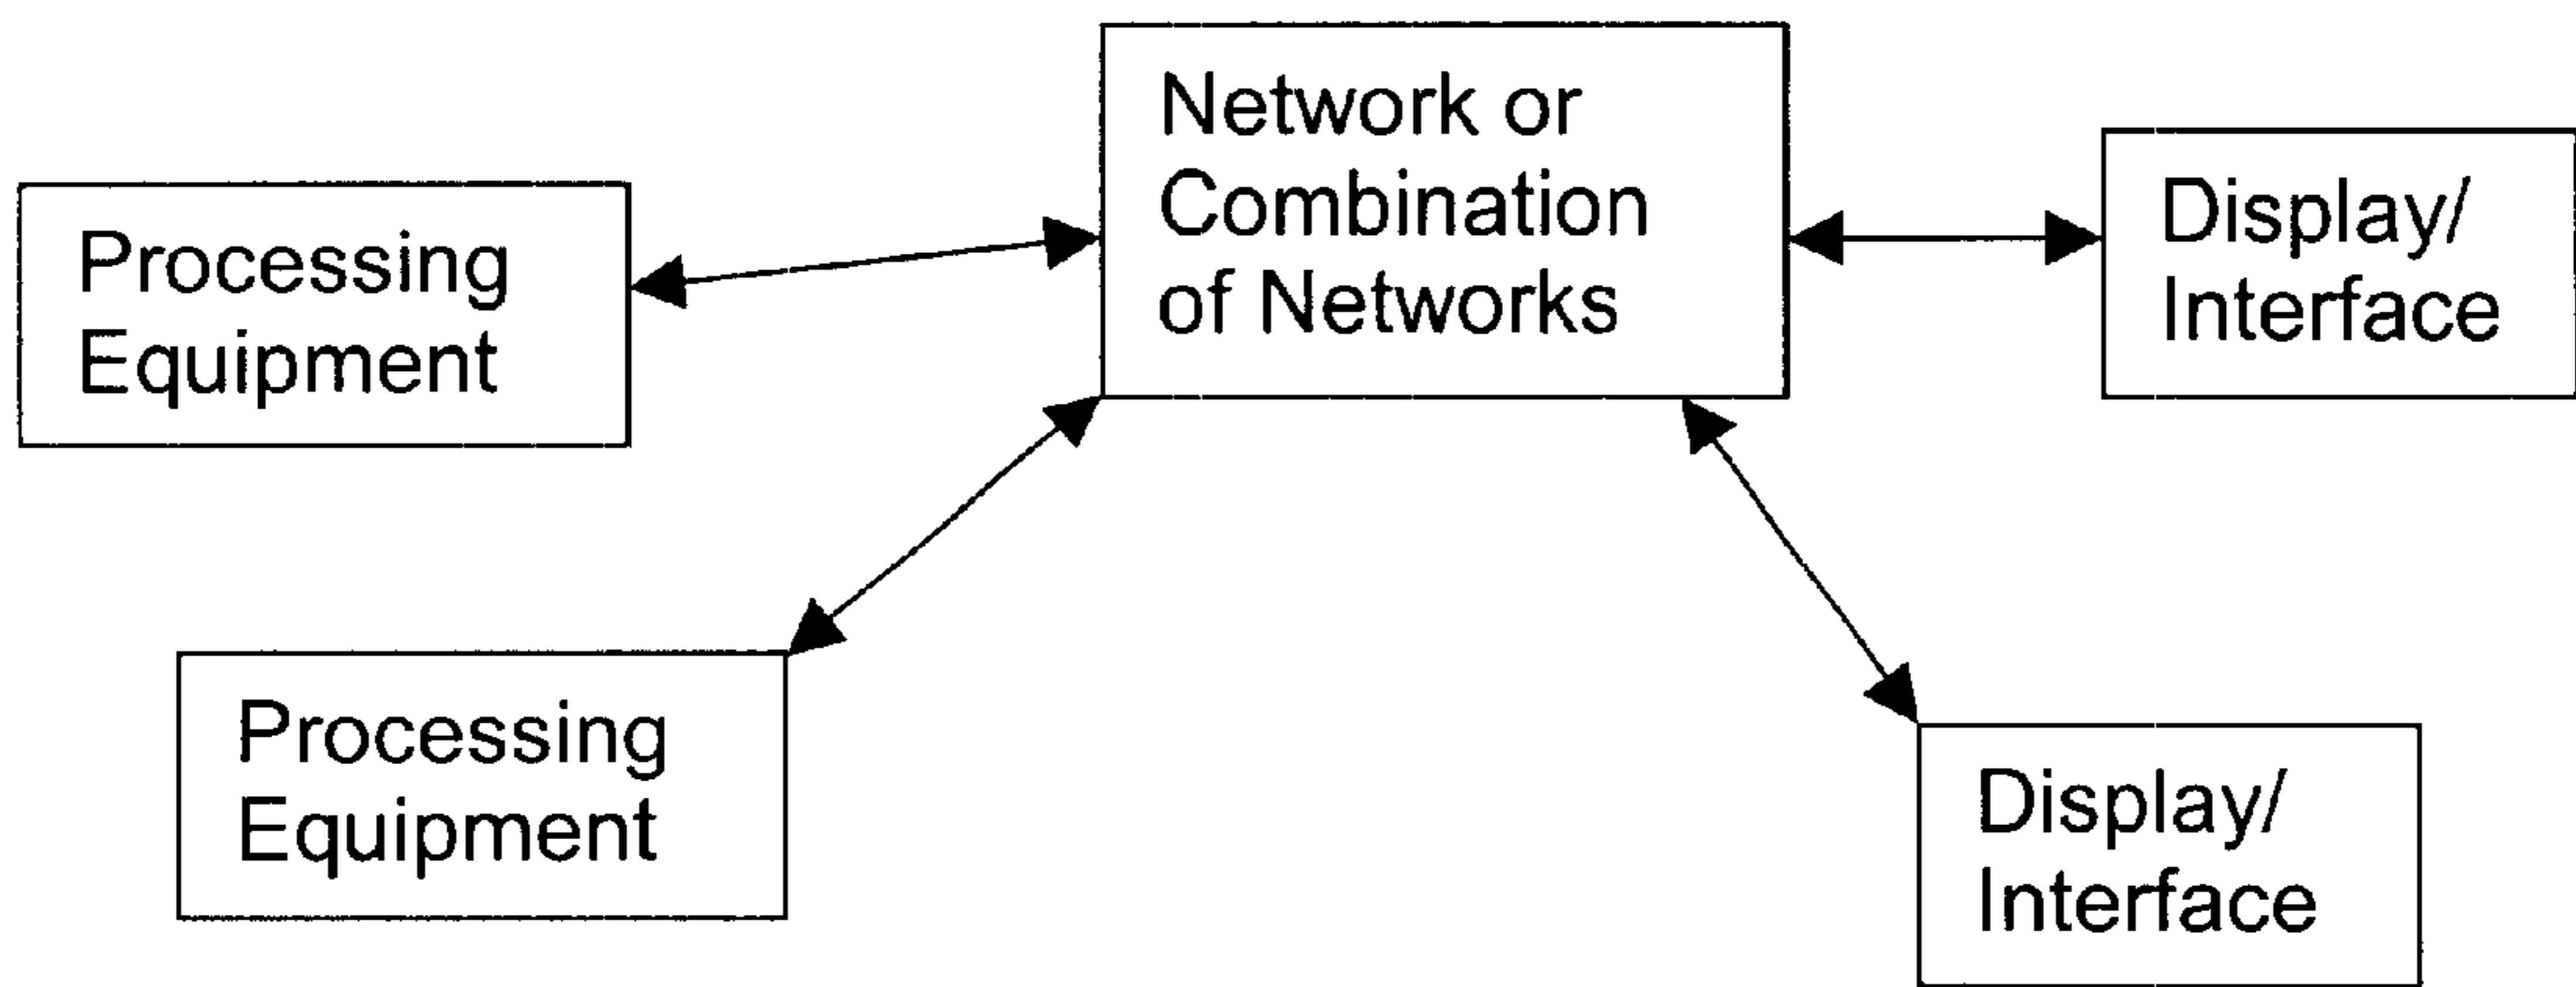 Network or
Combination
of Networks
Processing
Equipment
Display/
Interface
Processing
Equipment
Display/
Interface